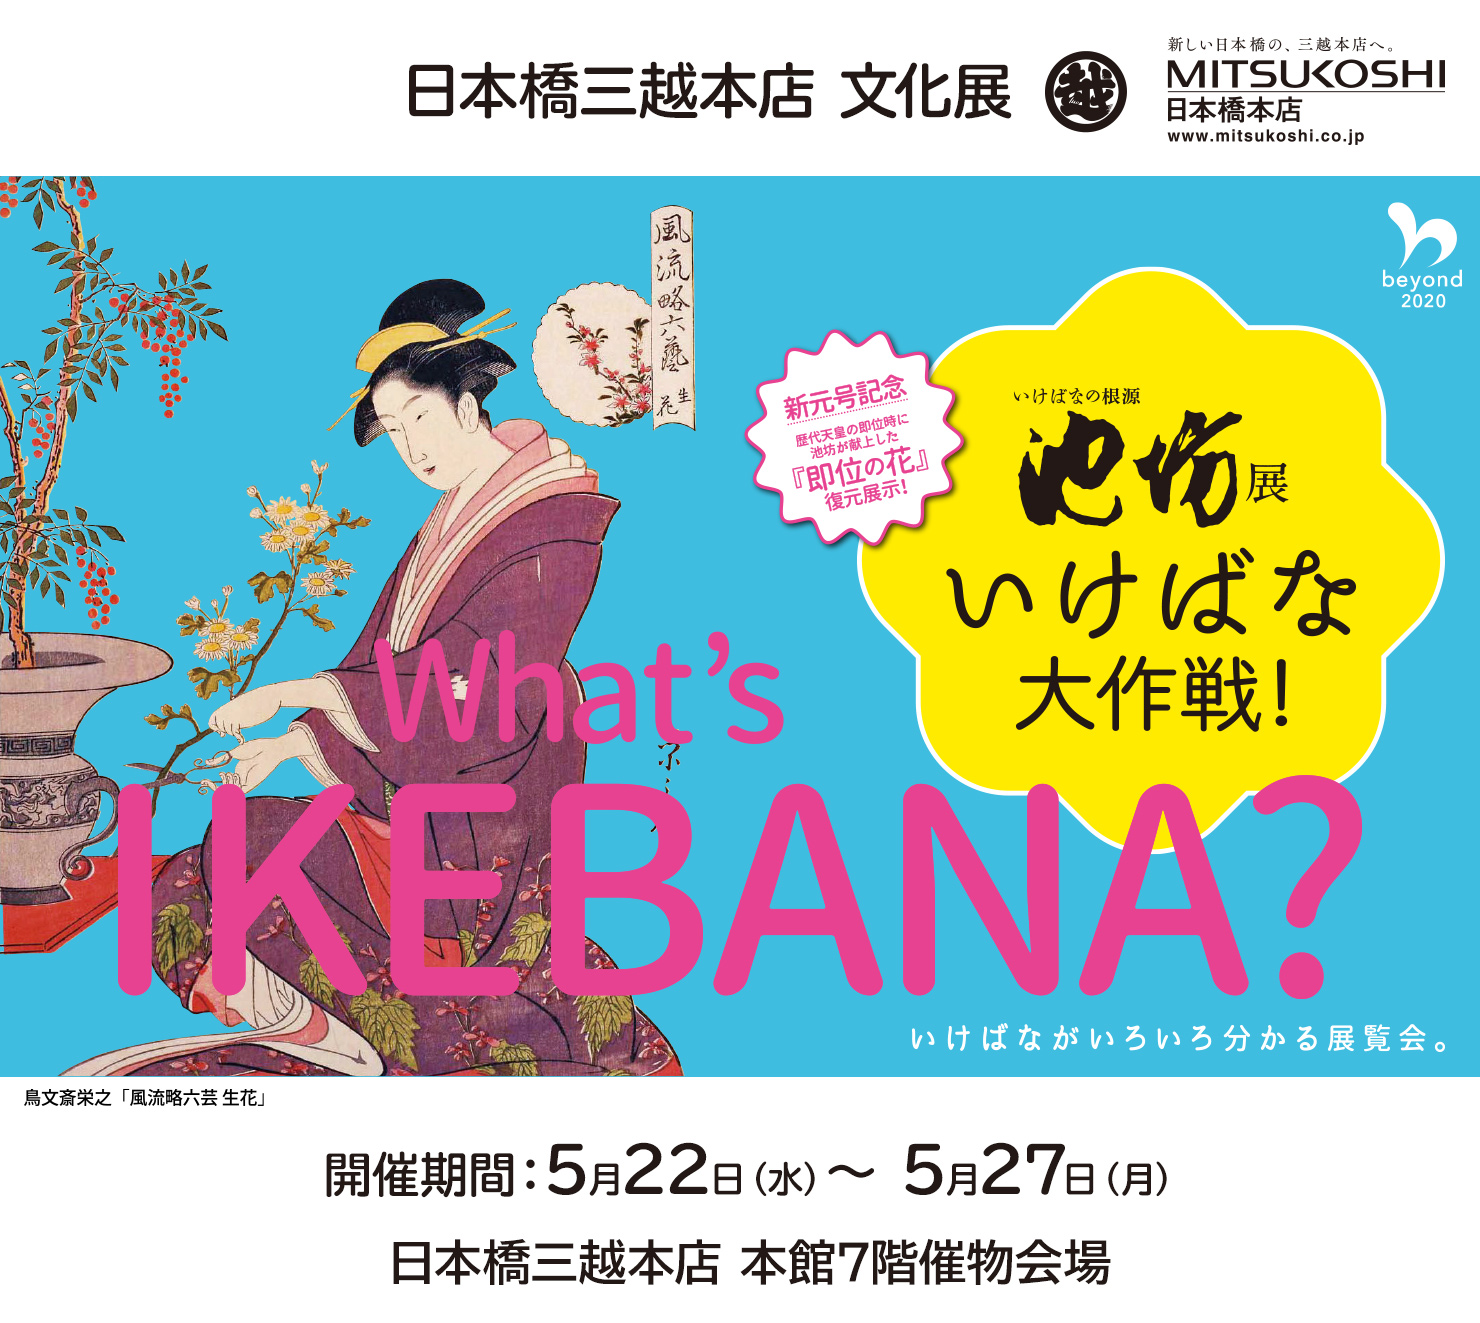 日本橋三越本店 文化展
越
新しい日本橋の、三越本店へ。
MITSUKOSHI
日本橋本店
www.mitsukoshi.co.jp
beyond
2020
風流略六藝
生花
新元号記念
歴代天皇の即位時に
池坊が献上した
『即位の花』
復元展示!
いけばなの根源
池坊展
いけばな
大作戦!
What's
IKEBANA?
いけばながいろいろ分かる展覧会。
鳥文斎栄之「風流略六芸 生花」
開催期間:5月22日(水)〜 5月27日(月)
日本橋三越本店 本館7階催物会場